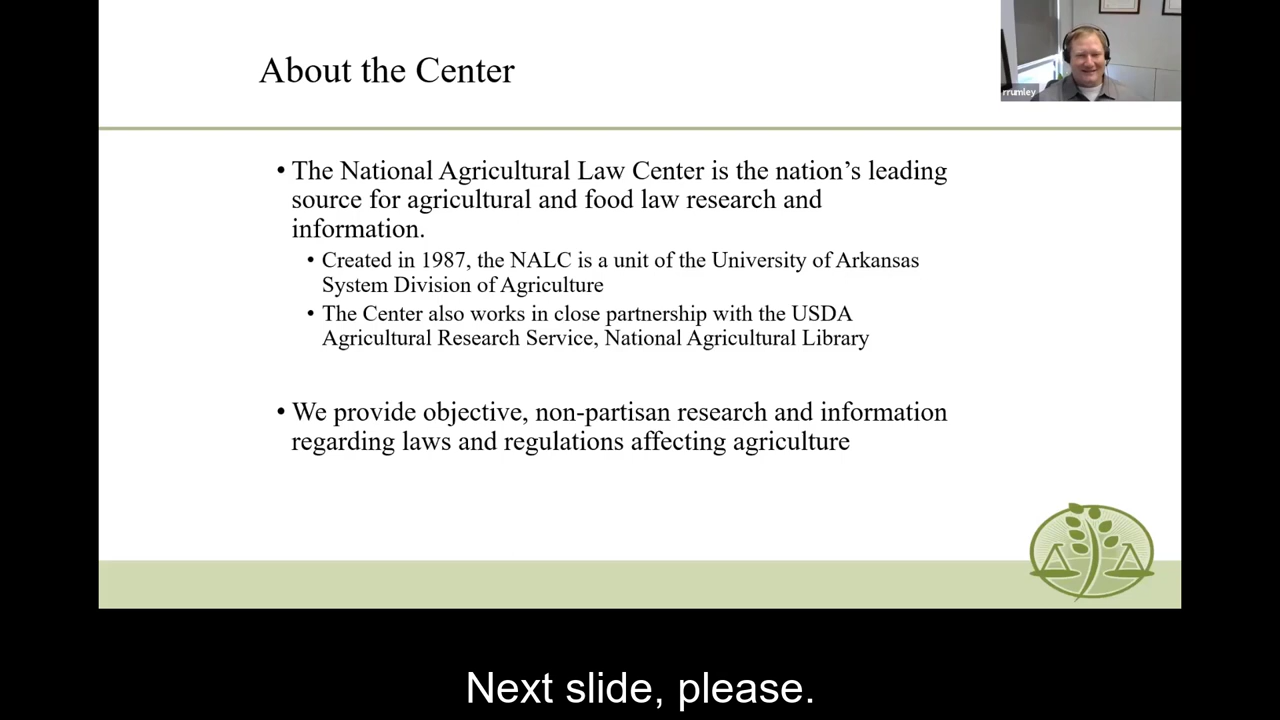 About the Center
rrumley
• The National Agricultural Law Center is the nation’s leading
source for agricultural and food law research and
information.
• Created in 1987, the NALC is a unit of the University of Arkansas
System Division of Agriculture
• The Center also works in close partnership with the USDA
Agricultural Research Service, National Agricultural Library
• We provide objective, non-partisan research and information
regarding laws and regulations affecting agriculture
Next slide, please.